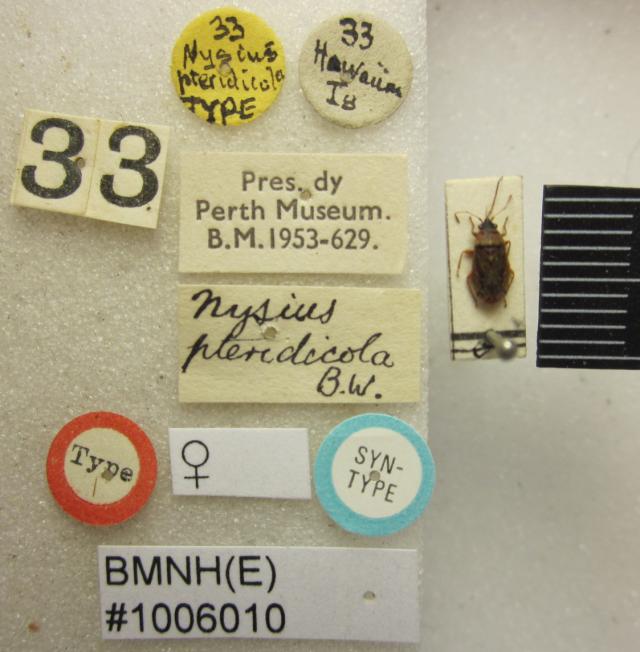 33
Nysius
pteridicola
TYPE
33
Hawaiian
Is
33
Pres. dy
Perth Museum.
B.M.1953-629.
Nysius
pteridicola
B.W.
Type
♀
SYN-
TYPE
BMNH(E)
#1006010